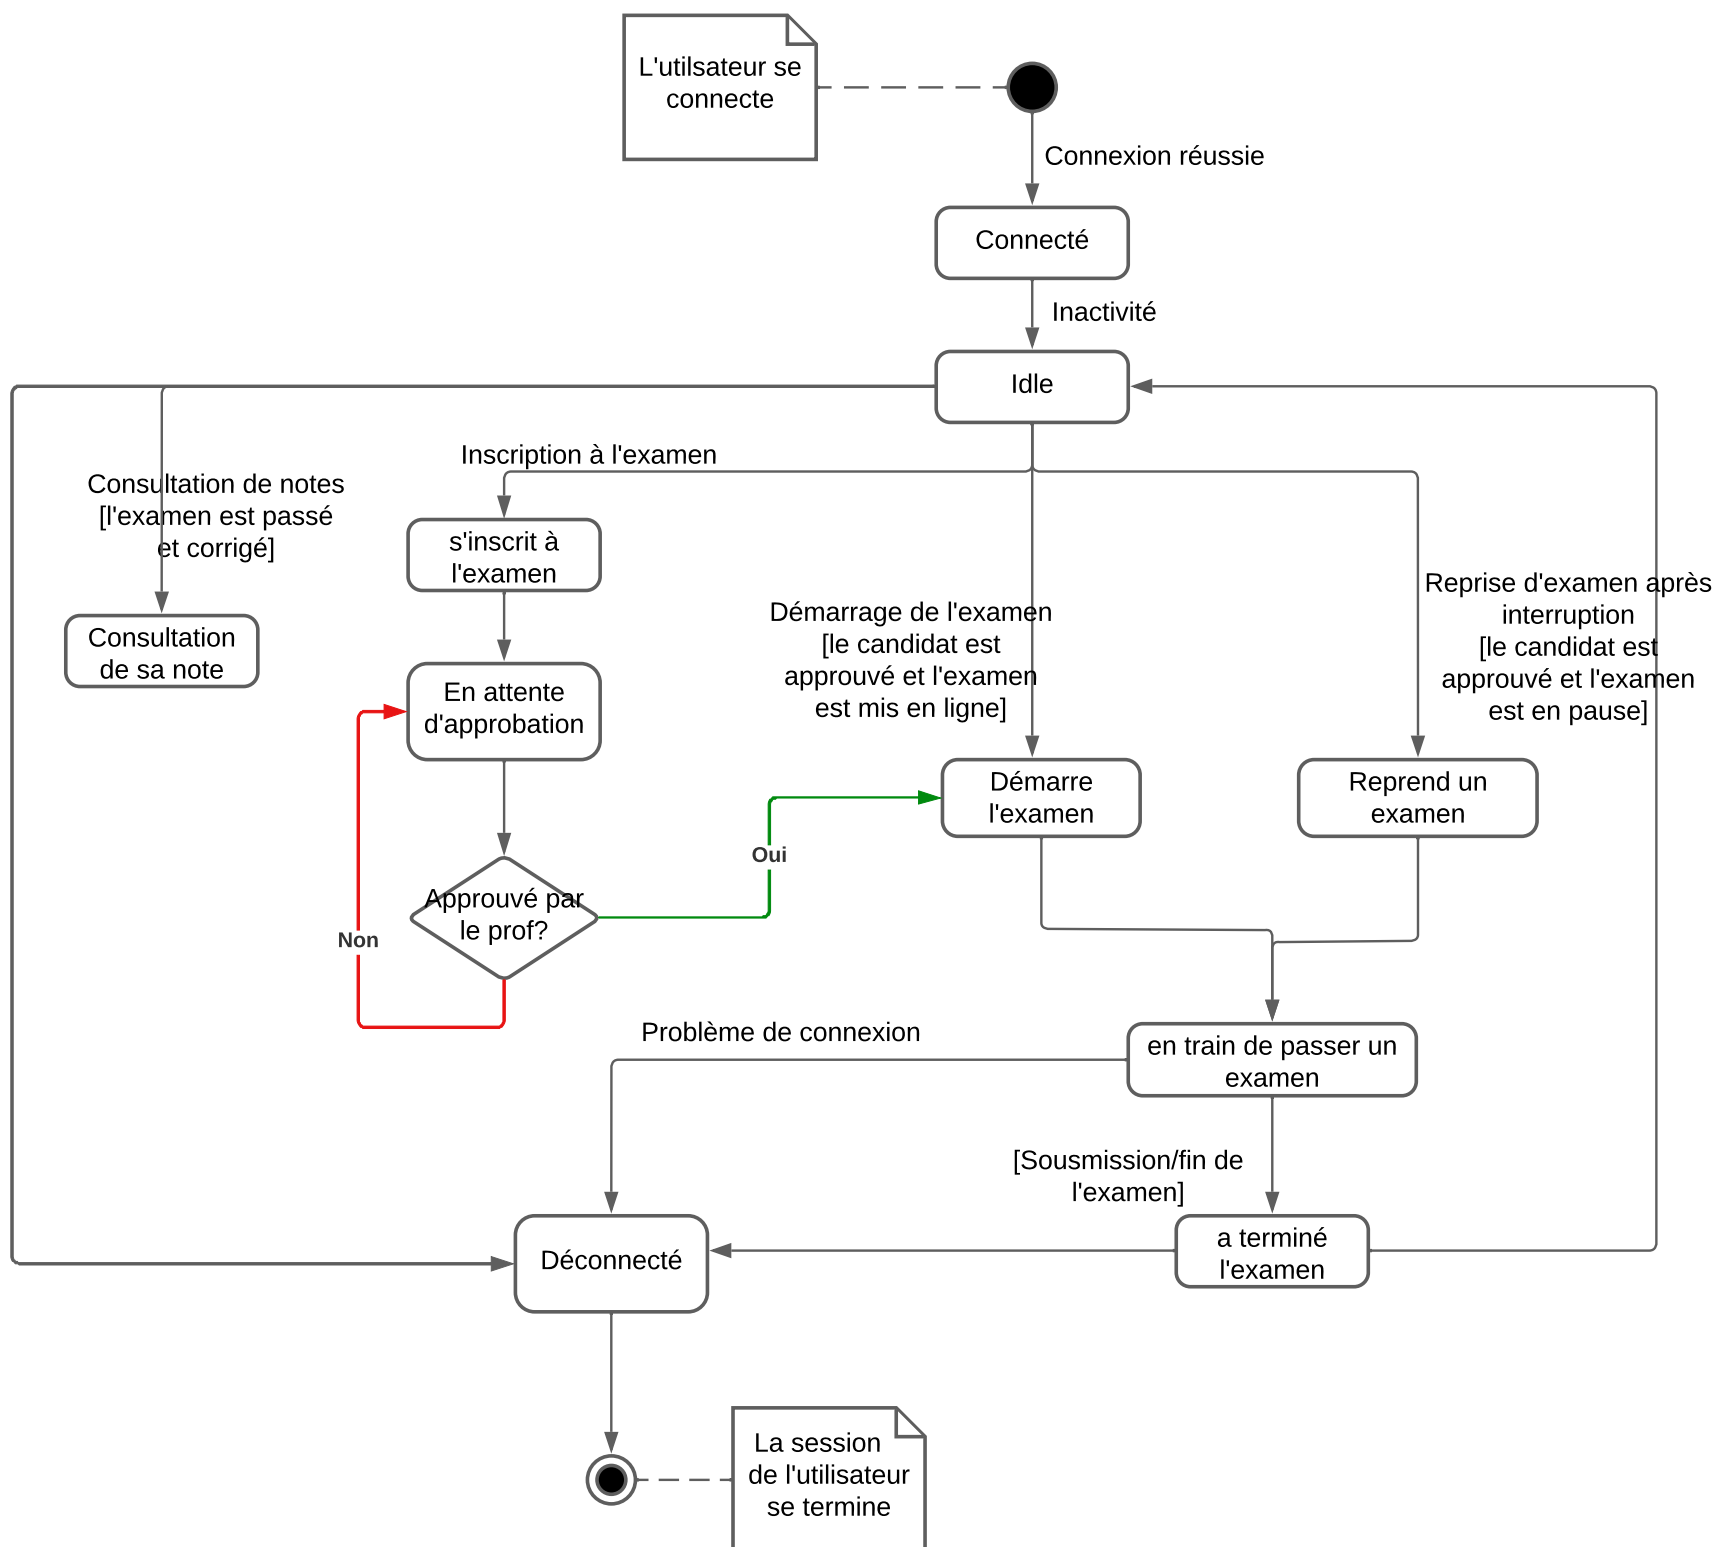 L'utilsateur se
connecte
Connexion réussie
Connecté
Inactivité
Idle
Inscription à l'examen
Consultation de notes
[l'examen est passé
et corrigé]
s'inscrit à
l'examen
Démarrage de l'examen
[le candidat est
approuvé et l'examen
est mis en ligne]
Reprise d'examen après
interruption
[le candidat est
approuvé et l'examen
est en pause]
Consultation
de sa note
En attente
d'approbation
Démarre
l'examen
Reprend un
examen
Oui
Approuvé par
le prof?
Non
Problème de connexion
en train de passer un
examen
[Sousmission/fin de
l'examen]
Déconnecté
a terminé
l'examen
La session
de l'utilisateur
se termine